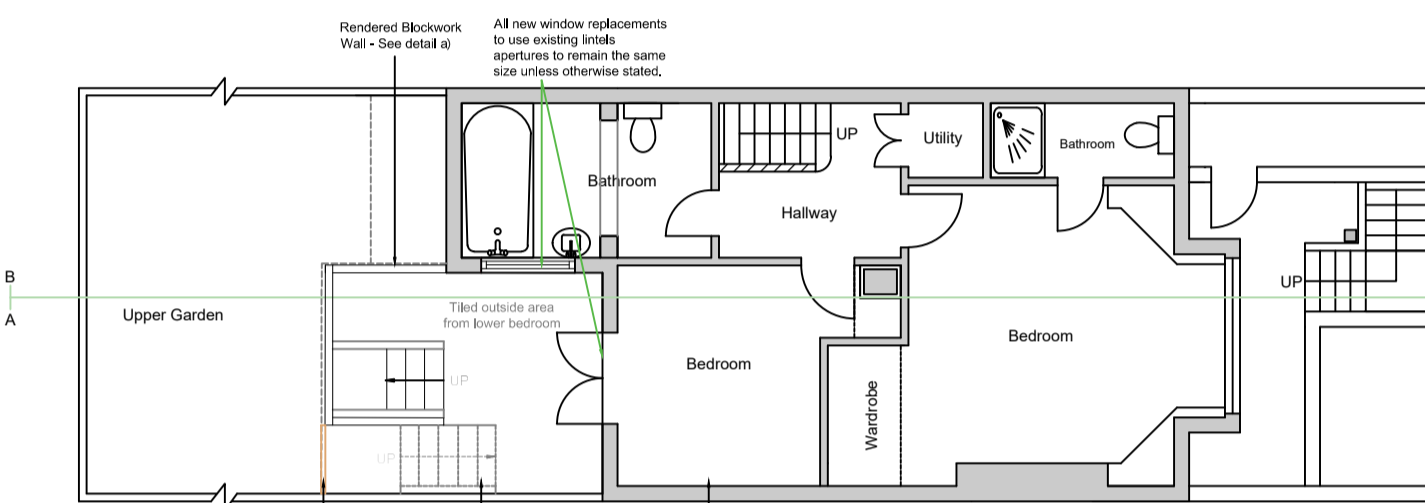 Rendered Blockwork
Wall - See detail a)
All new window replacements
to use existing lintels
apertures to remain the same
size unless otherwise stated.
UP
Utility
Bathroom
Bathroom
Hallway
B
A
Upper Garden
Tiled outside area
from lower bedroom
UP
Bedroom
Bedroom
UP
Wardrobe
UP